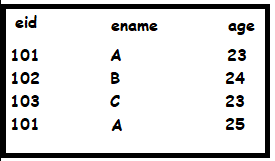 eid ename age
101 A 23
102 B 24
103 C 23
101 A 25